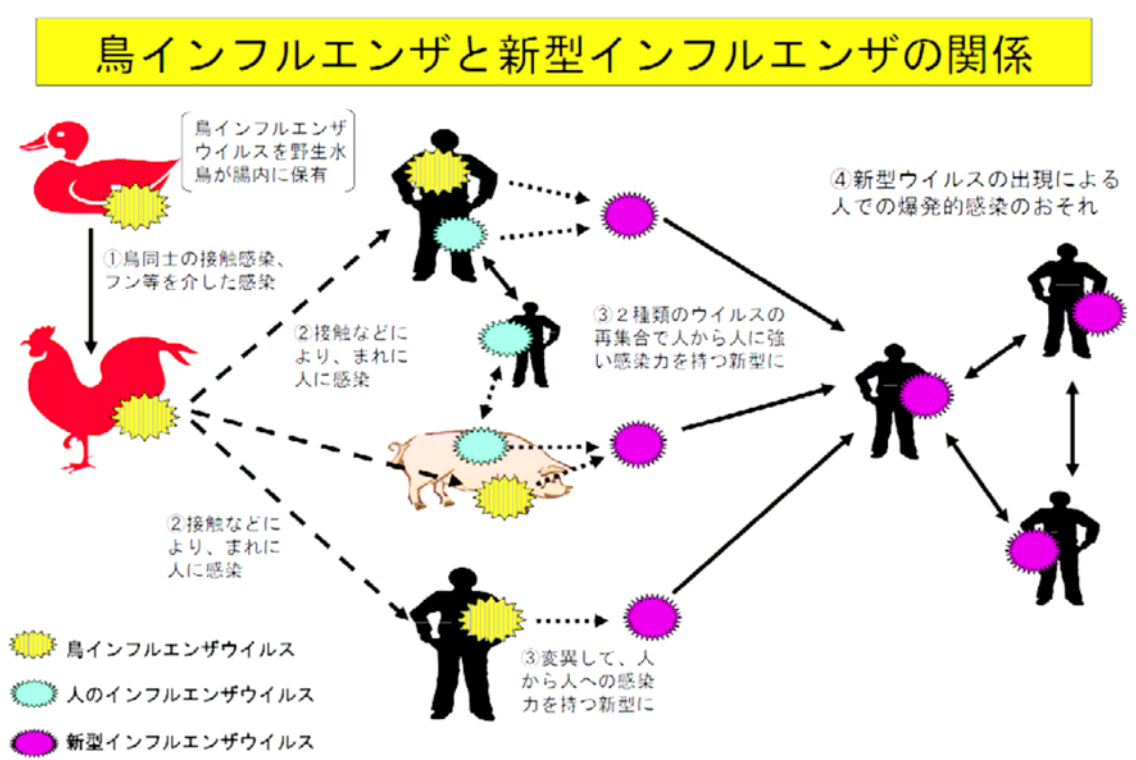 鳥インフルエンザと新型インフルエンザの関係
鳥インフルエンザ
ウイルスを野生水
鳥が腸内に保有
①鳥同士の接触感染、
フン等を介した感染
②接触などに
より、まれに
人に感染
③２種類のウイルスの
再集合で人から人に強
い感染力を持つ新型に
④新型ウイルスの出現による
人での爆発的感染のおそれ
②接触などに
より、まれに
人に感染
③変異して、人
から人への感染
力を持つ新型に
鳥インフルエンザウイルス
人のインフルエンザウイルス
新型インフルエンザウイルス